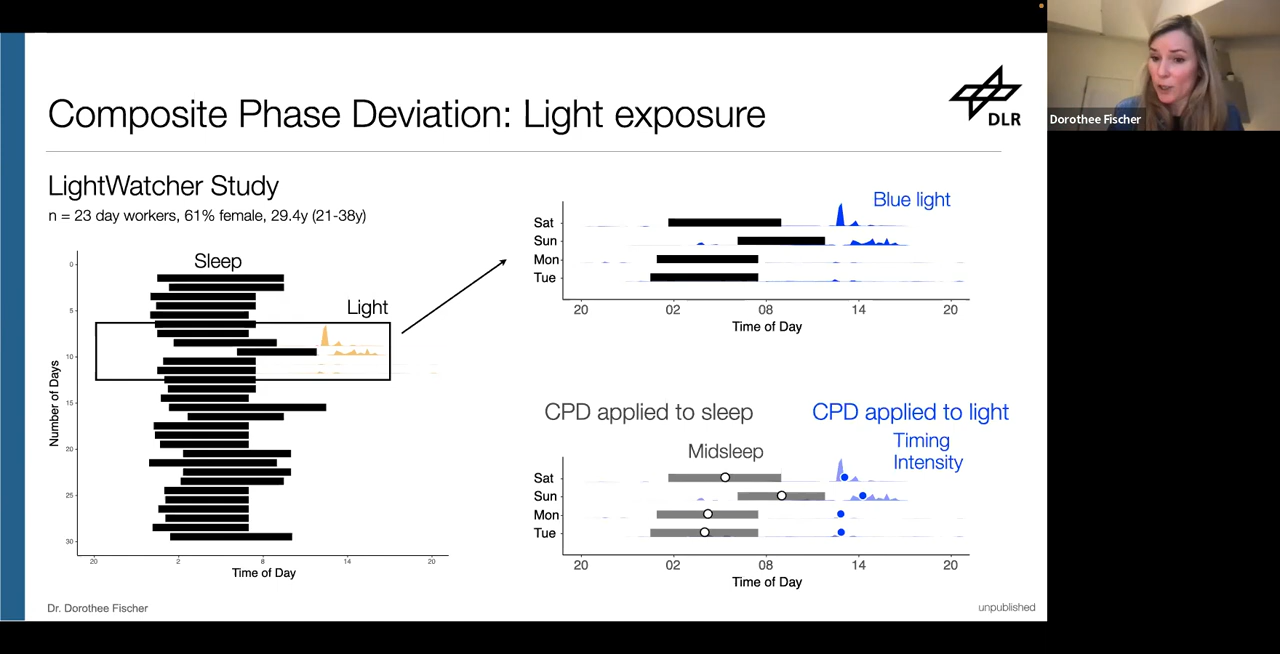 Composite Phase Deviation: Light exposure
DLR
Dorothee Fischer
LightWatcher Study
n = 23 day workers, 61% female, 29.4y (21-38y)
Sleep
Light
Number of Days
0
5
10
15
20
25
30
20
2
8
14
20
Time of Day
Blue light
Sat
Sun
Mon
Tue
20
02
08
14
20
Time of Day
CPD applied to sleep
CPD applied to light
Midsleep
Timing
Intensity
Sat
Sun
Mon
Tue
20
02
08
14
20
Time of Day
Dr. Dorothee Fischer
unpublished